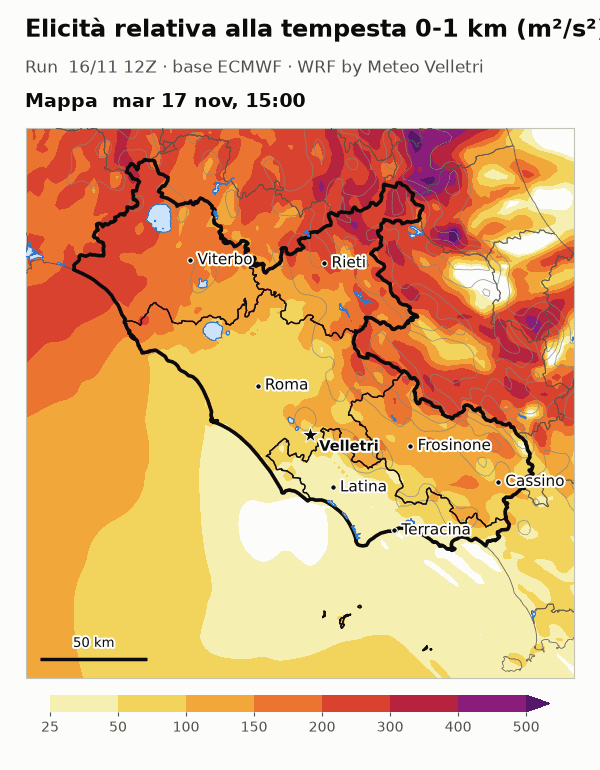 Elicità relativa alla tempesta 0-1 km (m²/s²)
Run 16/11 12Z · base ECMWF · WRF by Meteo Velletri
Mappa mar 17 nov, 15:00
Viterbo
Rieti
Roma
Velletri
Frosinone
Latina
Cassino
Terracina
50 km
25 50 100 150 200 300 400 500